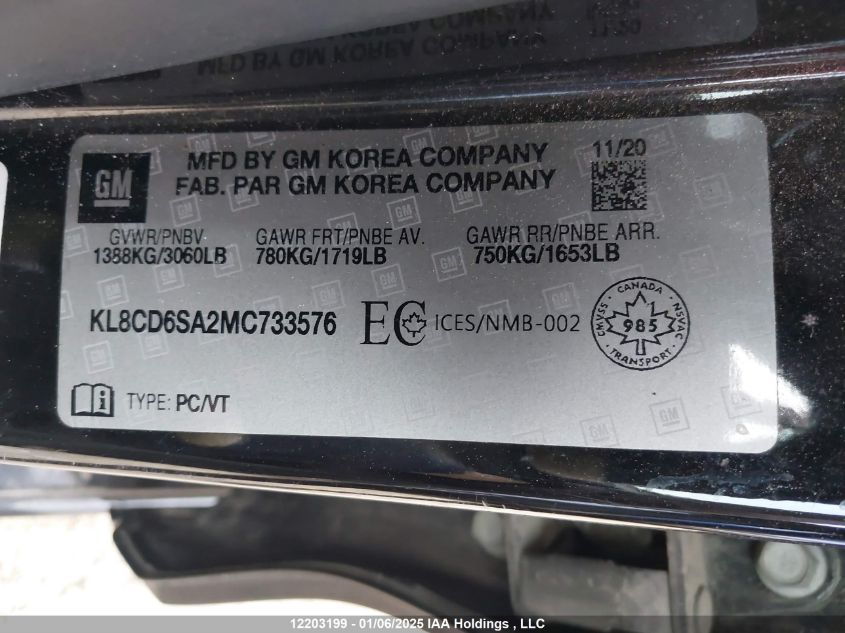 MFD BY GM KOREA COMPANY
11/20
FAB. PAR GM KOREA COMPANY
GM
GVWR/PNBV
GAWR FRT/PNBE AV.
GAWR RR/PNBE ARR.
1388KG/3060LB
780KG/1719LB
750KG/1653LB
KL8CD6SA2MC733576
EC ICES/NMB-002
CANADA
CMVSS
985
NSVAC
TRANSPORT
TYPE: PC/VT
12203199 - 01/06/2025 IAA Holdings, LLC